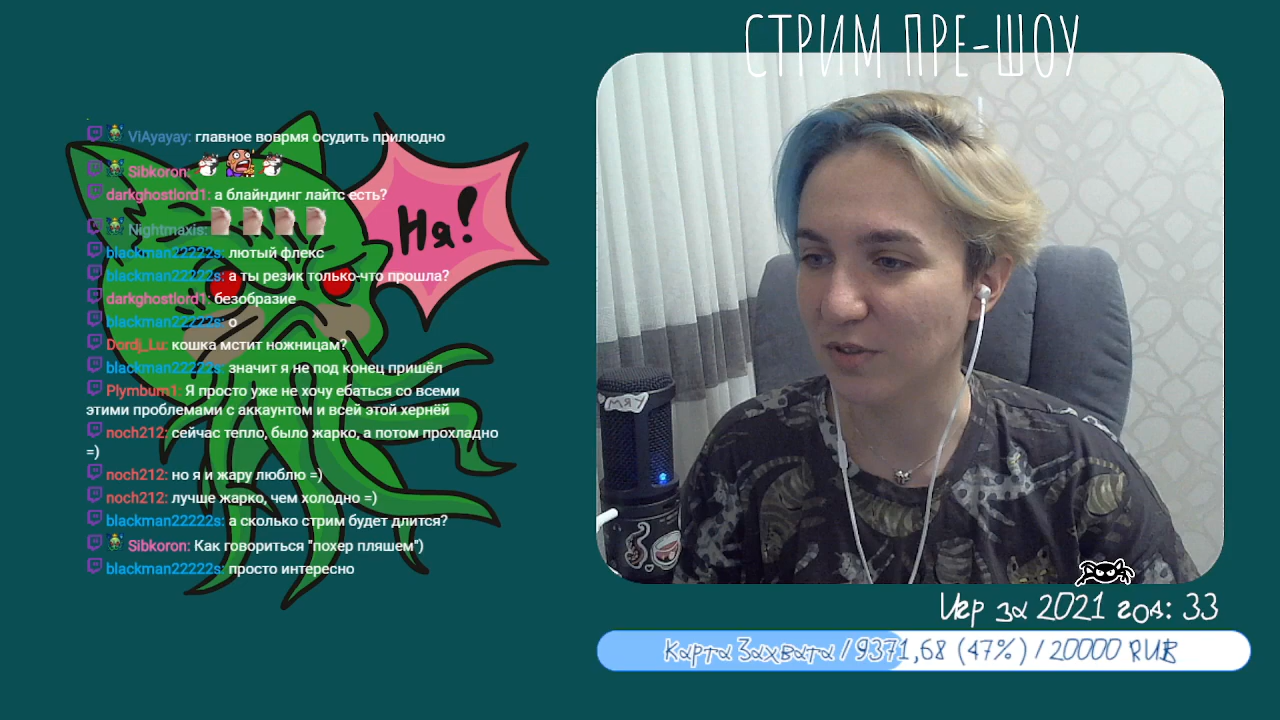 СТРИМ ПРЕ-ШОУ
ViAyayay: главное воврмя осудить прилюдно
Sibkoron:
darkghostlord1: а блайндинг лайтс есть?
Nightmaxis:
blackman22222s: лютый флекс
blackman22222s: а ты резик только-что прошла?
darkghostlord1: безобразие
blackman22222s: о
Dordj_Lu: кошка мстит ножницам?
blackman22222s: значит я не под конец пришёл
Plymbum1: Я просто уже не хочу ебаться со всеми
этими проблемами с аккаунтом и всей этой хернёй
noch212: сейчас тепло, было жарко, а потом прохладно
=)
noch212: но я и жару люблю =)
noch212: лучше жарко, чем холодно =)
blackman22222s: а сколько стрим будет длится?
Sibkoron: Как говориться "похер пляшем")
blackman22222s: просто интересно
Ня!
МЯУ
Игр за 2021 год: 33
Карта Захвата / 9371,68 (47%) / 20000 RUB